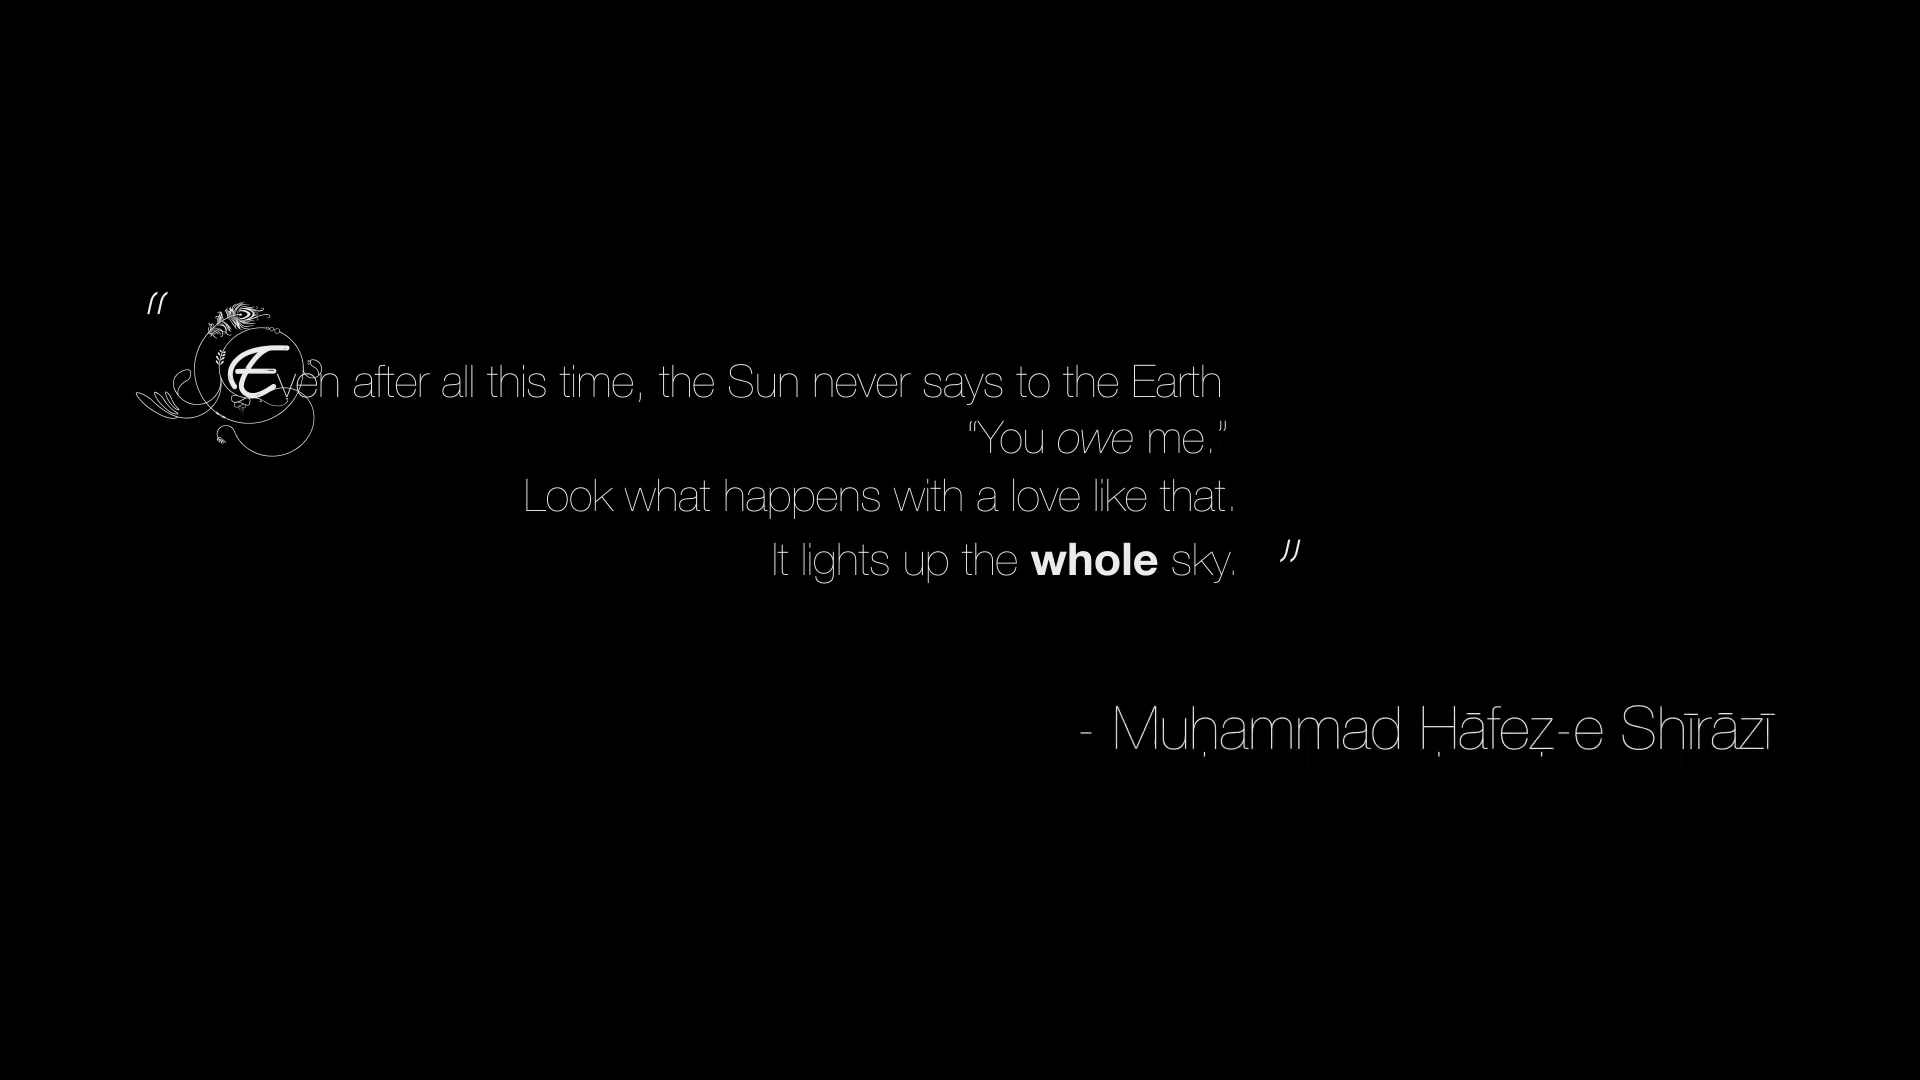 “Even after all this time, the Sun never says to the Earth
“You owe me.”
Look what happens with a love like that.
It lights up the whole sky.”
- Muḥammad Ḥāfeẓ-e Shīrāzī